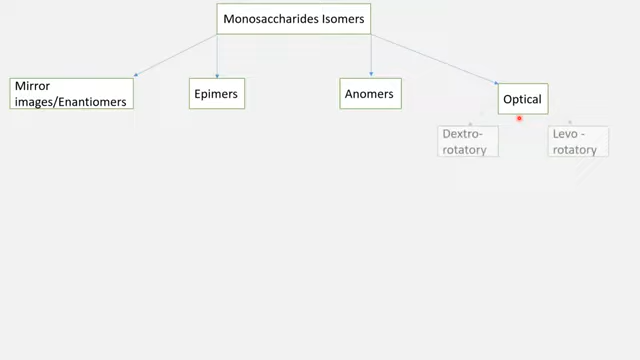 Monosaccharides Isomers
Mirror
images/Enantiomers
Epimers
Anomers
Optical
Dextro-
rotatory
Levo -
rotatory